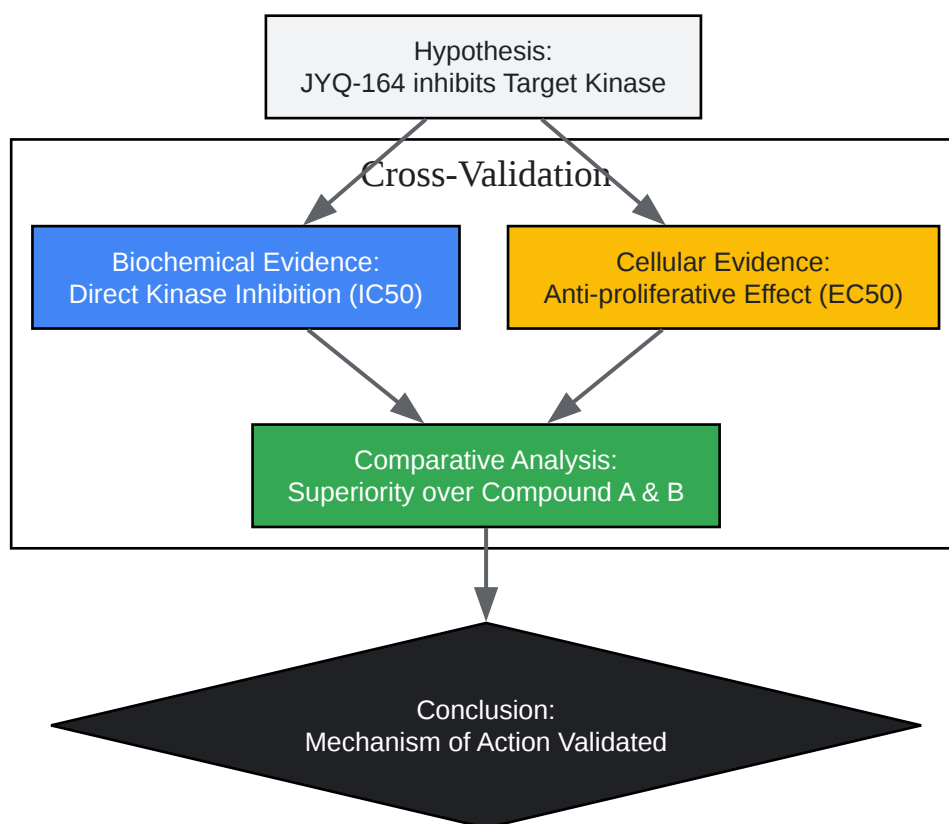 Hypothesis:
JYQ-164 inhibits Target Kinase
Cross-Validation
Biochemical Evidence:
Direct Kinase Inhibition (IC50)
Cellular Evidence:
Anti-proliferative Effect (EC50)
Comparative Analysis:
Superiority over Compound A & B
Conclusion:
Mechanism of Action Validated